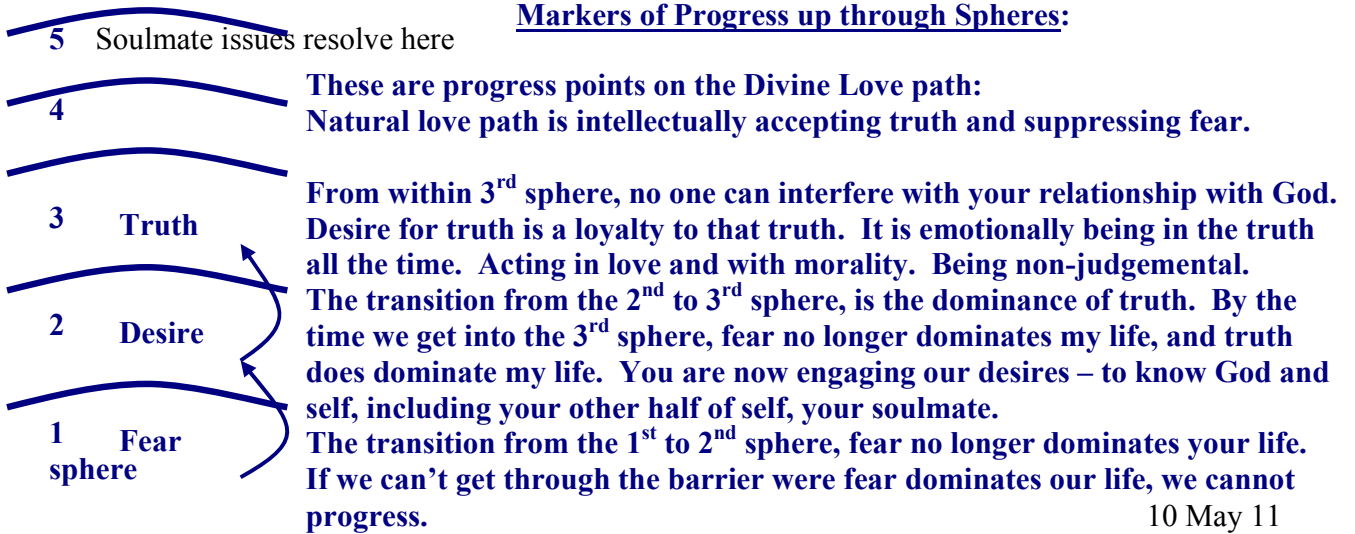 Markers of Progress up through Spheres:
5 Soulmate issues resolve here
These are progress points on the Divine Love path:
4
Natural love path is intellectually accepting truth and suppressing fear.
From within 3rd sphere, no one can interfere with your relationship with God.
3 Truth
Desire for truth is a loyalty to that truth. It is emotionally being in the truth
all the time. Acting in love and with morality. Being non-judgemental.
The transition from the 2nd to 3rd sphere, is the dominance of truth. By the
2 Desire
time we get into the 3rd sphere, fear no longer dominates my life, and truth
does dominate my life. You are now engaging our desires – to know God and
self, including your other half of self, your soulmate.
1 Fear
sphere
The transition from the 1st to 2nd sphere, fear no longer dominates your life.
If we can't get through the barrier were fear dominates our life, we cannot
progress.
10 May 11